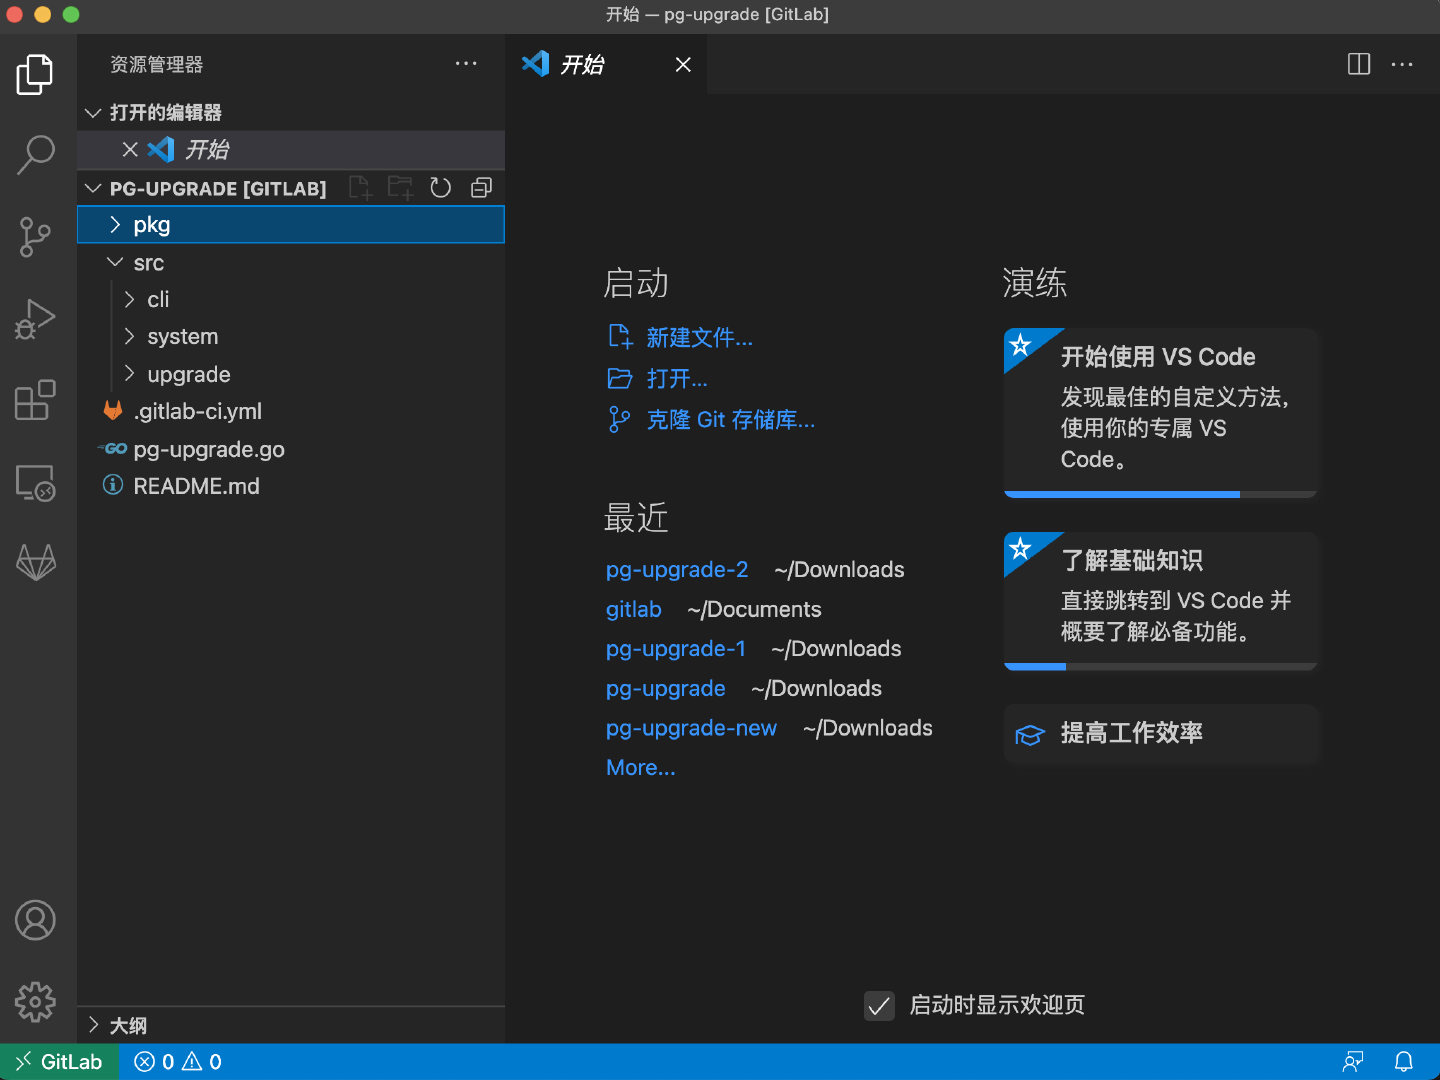 开始 — pg-upgrade [GitLab]
资源管理器
开始
打开的编辑器
开始
PG-UPGRADE [GITLAB]
pkg
src
cli
system
upgrade
.gitlab-ci.yml
GO pg-upgrade.go
README.md
大纲
启动
新建文件...
打开...
克隆 Git 存储库...
最近
pg-upgrade-2 ~/Downloads
gitlab ~/Documents
pg-upgrade-1 ~/Downloads
pg-upgrade ~/Downloads
pg-upgrade-new ~/Downloads
More...
演练
开始使用 VS Code
发现最佳的自定义方法，
使用你的专属 VS
Code。
了解基础知识
直接跳转到 VS Code 并
概要了解必备功能。
提高工作效率
启动时显示欢迎页
GitLab 0 0